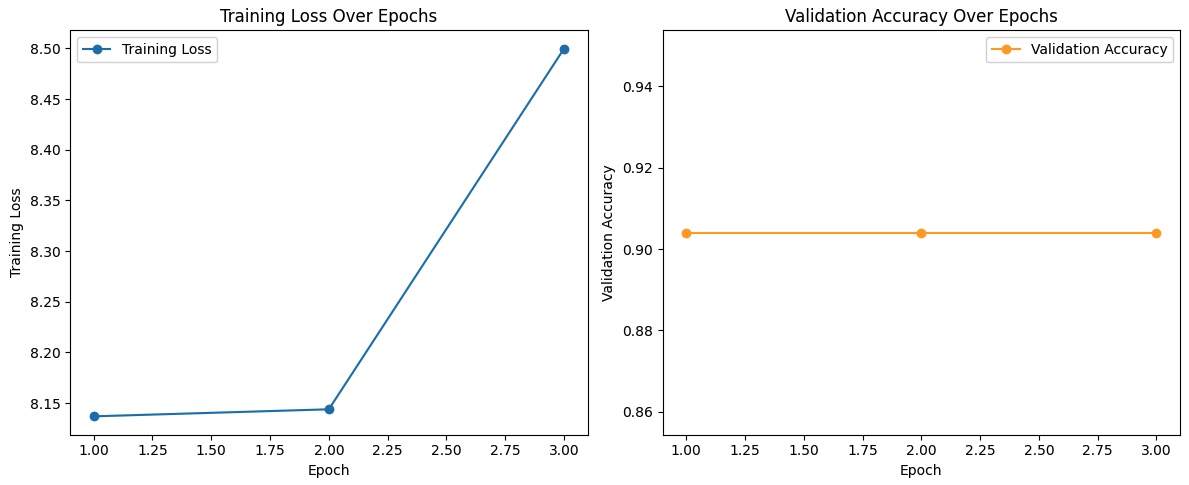 Training Loss Over Epochs
Training Loss
8.50
8.45
8.40
8.35
8.30
8.25
8.20
8.15
Training Loss
1.00 1.25 1.50 1.75 2.00 2.25 2.50 2.75 3.00
Epoch
Validation Accuracy Over Epochs
Validation Accuracy
0.94
0.92
0.90
0.88
0.86
Validation Accuracy
1.00 1.25 1.50 1.75 2.00 2.25 2.50 2.75 3.00
Epoch